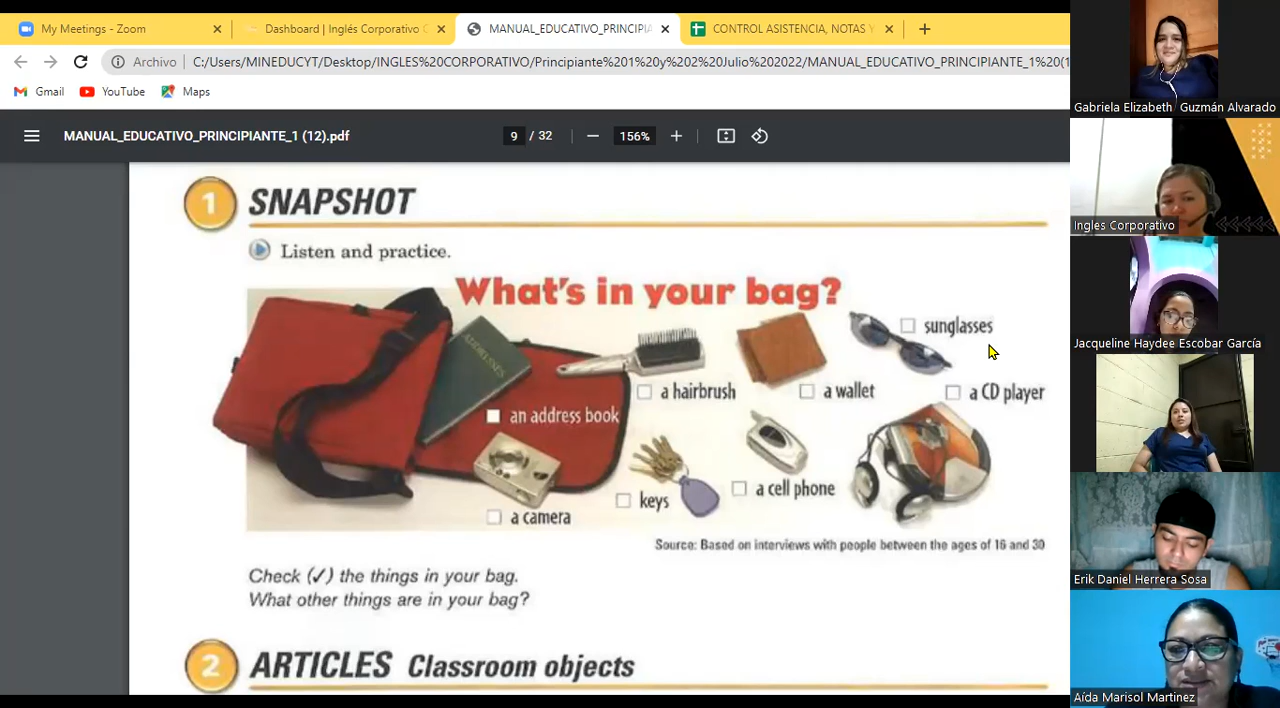 My Meetings - Zoom
Dashboard | Inglés Corporativo
MANUAL_EDUCATIVO_PRINCIPIA
CONTROL ASISTENCIA, NOTAS Y
Archivo
C:/Users/MINEDUCYT/Desktop/INGLES%20CORPORATIVO/Principiante%201%20y%202%20Julio%202022/MANUAL_EDUCATIVO_PRINCIPIANTE_1%20(1
Gmail
YouTube
Maps
MANUAL_EDUCATIVO_PRINCIPIANTE_1 (12).pdf
9 / 32
156%
1 SNAPSHOT
Listen and practice.
What's in your bag?
ADDRESSES
sunglasses
a hairbrush
a wallet
a CD player
an address book
a cell phone
keys
a camera
Source: Based on interviews with people between the ages of 16 and 30
Check (✓) the things in your bag.
What other things are in your bag?
2 ARTICLES Classroom objects
Gabriela Elizabeth Guzmán Alvarado
Ingles Corporativo
Jacqueline Haydee Escobar García
Erik Daniel Herrera Sosa
Aída Marisol Martinez